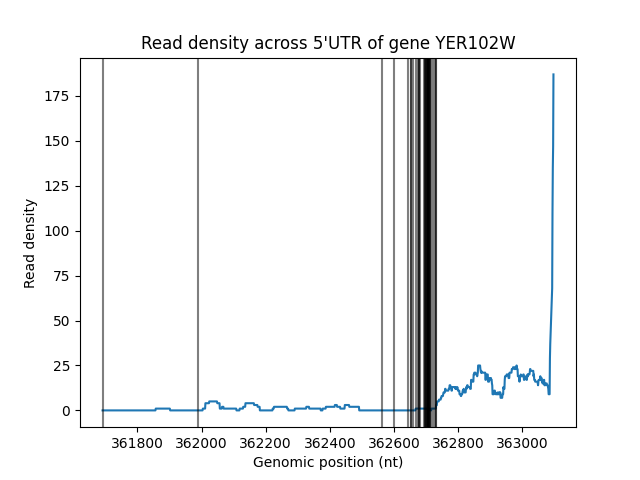 Read density across 5'UTR of gene YER102W
Read density
175
150
125
100
75
50
25
0
361800 362000 362200 362400 362600 362800 363000
Genomic position (nt)